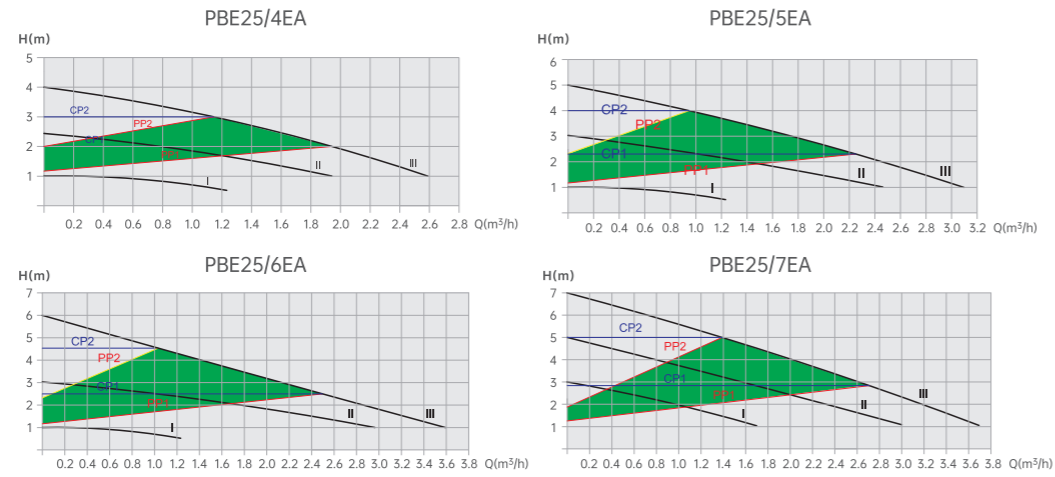 PBE25/4EA
H(m)
5
4
3
2
1
CP2
PP2
CP1
PP1
I
II
III
0.2 0.4 0.6 0.8 1.0 1.2 1.4 1.6 1.8 2.0 2.2 2.4 2.6 2.8 Q(m³/h)
PBE25/5EA
H(m)
6
5
4
3
2
1
CP2
PP2
CP1
PP1
I
II
III
0.2 0.4 0.6 0.8 1.0 1.2 1.4 1.6 1.8 2.0 2.2 2.4 2.6 2.8 3.0 3.2 Q(m³/h)
PBE25/6EA
H(m)
7
6
5
4
3
2
1
CP2
PP2
CP1
PP1
I
II
III
0.2 0.4 0.6 0.8 1.0 1.2 1.4 1.6 1.8 2.0 2.2 2.4 2.6 2.8 3.0 3.2 3.4 3.6 3.8 Q(m³/h)
PBE25/7EA
H(m)
7
6
5
4
3
2
1
CP2
PP2
CP1
PP1
I
II
III
0.2 0.4 0.6 0.8 1.0 1.2 1.4 1.6 1.8 2.0 2.2 2.4 2.6 2.8 3.0 3.2 3.4 3.6 3.8 Q(m³/h)